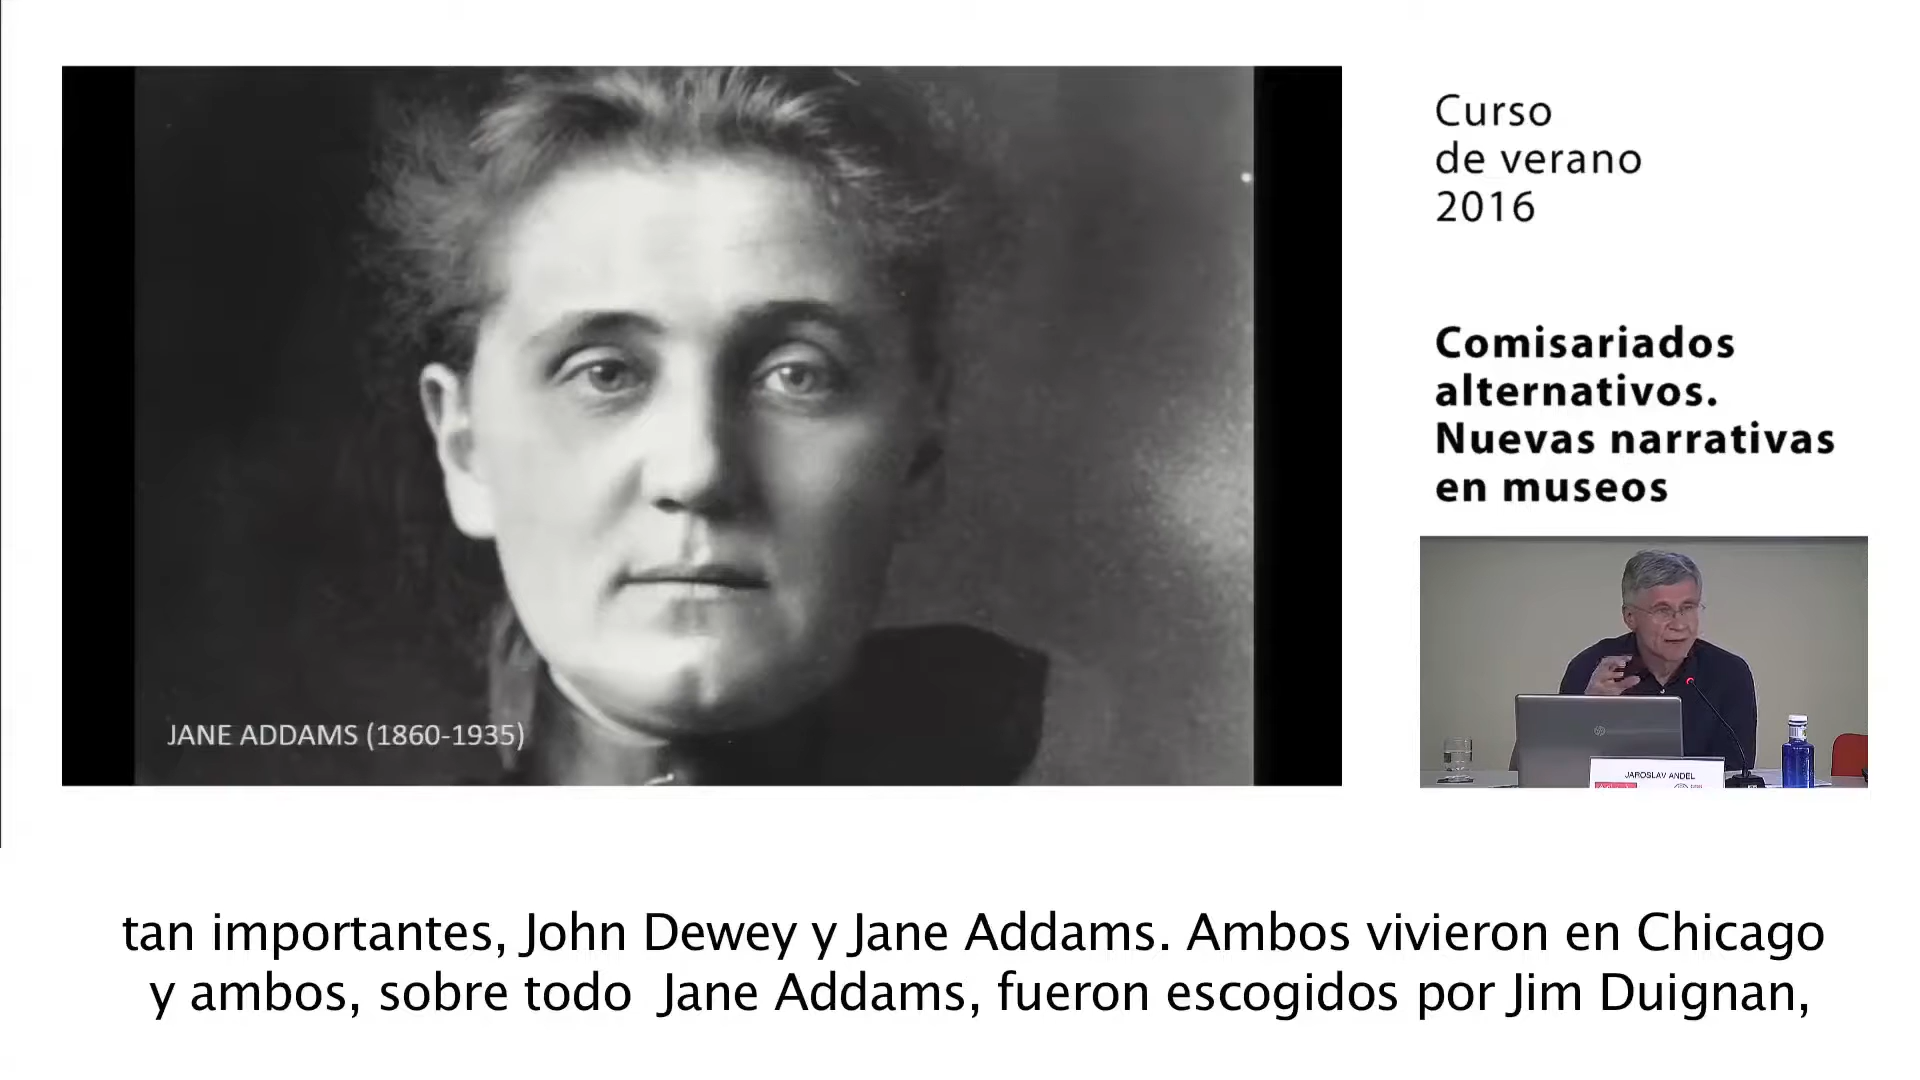 Curso
de verano
2016
Comisariados
alternativos.
Nuevas narrativas
en museos
JANE ADDAMS (1860-1935)
JAROSLAV ANDEL
tan importantes, John Dewey y Jane Addams. Ambos vivieron en Chicago
y ambos, sobre todo  Jane Addams, fueron escogidos por Jim Duignan,